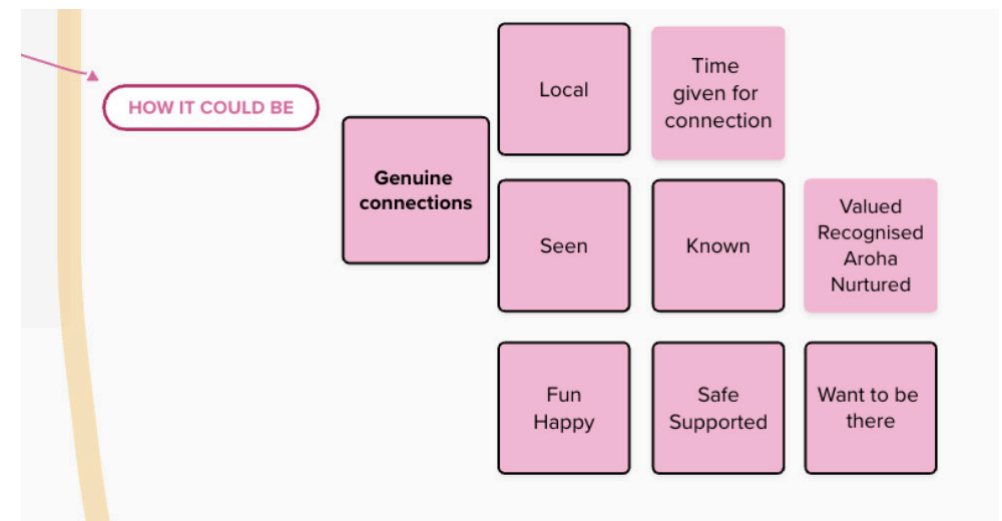 HOW IT COULD BE
Genuine
connections
Local
Time
given for
connection
Seen
Known
Valued
Recognised
Aroha
Nurtured
Fun
Happy
Safe
Supported
Want to be
there